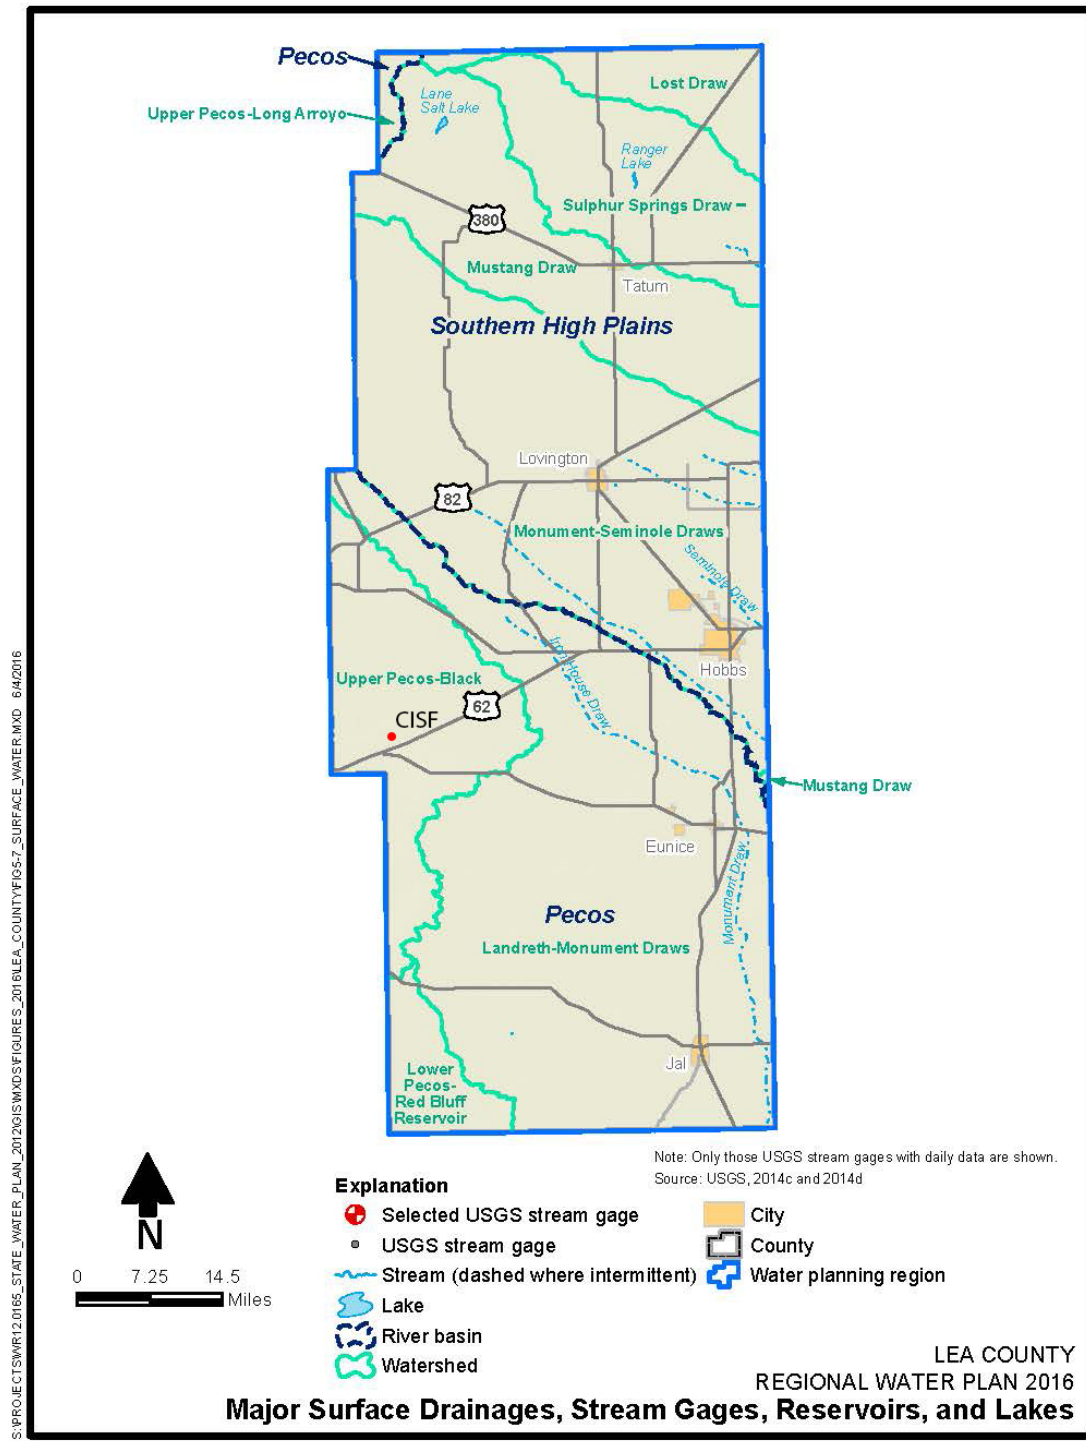 Pecos
Lost Draw
Lane
Salt Lake
Upper Pecos-Long Arroyo
Ranger
Lake
Sulphur Springs Draw
380
Mustang Draw
Tatum
Southern High Plains
Lovington
82
Monument-Seminole Draws
Seminole Draw
Iron House Draw
Hobbs
Upper Pecos-Black
62
CISF
Mustang Draw
Eunice
Monument Draw
Pecos
Landreth-Monument Draws
Jal
Lower
Pecos-
Red Bluff
Reservoir
S:\PROJECTS\WR12.0165_STATE_WATER_PLAN_2012\GIS\MXDS\FIGURES_2016\LEA_COUNTY\FIG5-7_SURFACE_WATER.MXD 6/4/2016
Note: Only those USGS stream gages with daily data are shown.
Source: USGS, 2014c and 2014d
Explanation
Selected USGS stream gage
USGS stream gage
Stream (dashed where intermittent)
Lake
River basin
Watershed
City
County
Water planning region
N
0 7.25 14.5
Miles
LEA COUNTY
REGIONAL WATER PLAN 2016
Major Surface Drainages, Stream Gages, Reservoirs, and Lakes